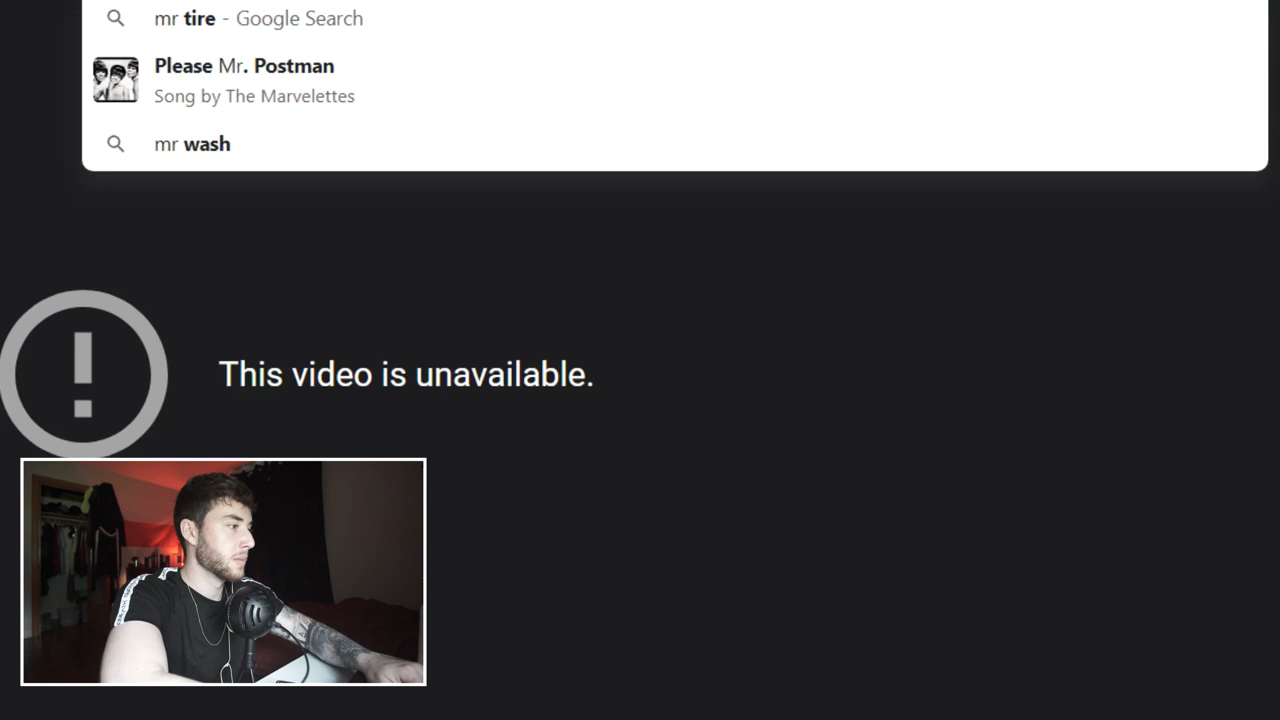 mr tire - Google Search
Please Mr. Postman
Song by The Marvelettes
mr wash
This video is unavailable.